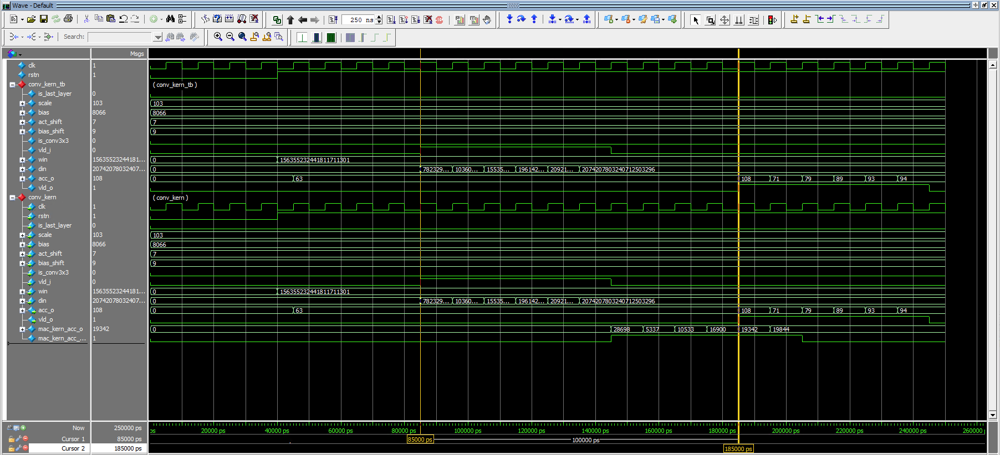 Wave - Default
250 ns
Search:
Msgs
clk 1
rstn 1
conv_kern_tb ( conv_kern_tb )
is_last_layer 0
scale 103 103
bias 8066 8066
act_shift 7 7
bias_shift 9 9
is_conv3x3 0
vld_i 0
win 15635523244181... 0 156355232441811711301
din 20742078032407... 0 782329... 10360... 15535... 196142... 20921... 2074207803240712503296
acc_o 108 0 63 108 71 79 89 93 94
vld_o 1
conv_kern ( conv_kern )
clk 1
rstn 1
is_last_layer 0
scale 103 103
bias 8066 8066
act_shift 7 7
bias_shift 9 9
is_conv3x3 0
vld_i 0
win 15635523244181... 0 156355232441811711301
din 20742078032407... 0 782329... 10360... 15535... 196142... 20921... 2074207803240712503296
acc_o 108 0 63 108 71 79 89 93 94
vld_o 1
mac_kern_acc_o 19342 0 28698 5337 10533 16900 19342 19844
mac_kern_acc_... 1
Now 250000 ps ps 20000 ps 40000 ps 60000 ps 80000 ps 100000 ps 120000 ps 140000 ps 160000 ps 180000 ps 200000 ps 220000 ps 240000 ps 260000
Cursor 1 85000 ps 85000 ps 100000 ps
Cursor 2 185000 ps 185000 ps